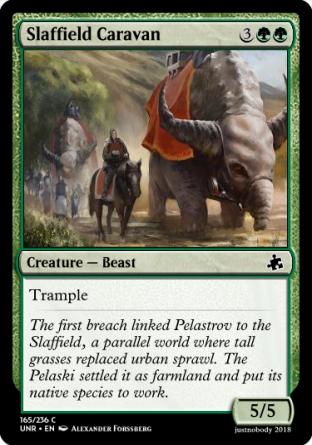 Slaffield Caravan 3
Creature — Beast
Trample
The first breach linked Pelastrov to the
Slaffield, a parallel world where tall
grasses replaced urban sprawl. The
Pelaski settled it as farmland and put its
native species to work.
5/5
165/236 C
UNR • EN Alexander Forssberg
justnobody 2018